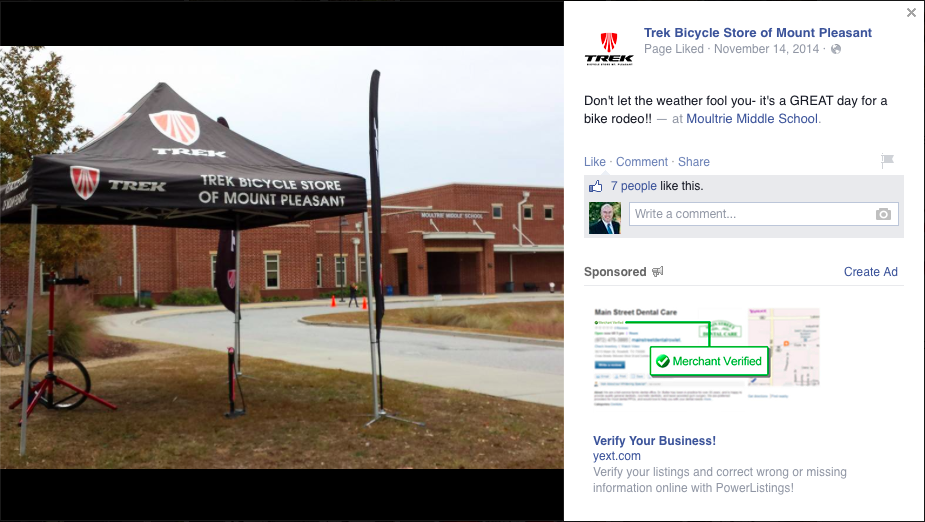 TREK
TREK
TREK BICYCLE STORE
OF MOUNT PLEASANT
MOULTRIE MIDDLE SCHOOL
TREK
Trek Bicycle Store of Mount Pleasant
Page Liked · November 14, 2014 ·
Don't let the weather fool you- it's a GREAT day for a
bike rodeo!! — at Moultrie Middle School.
Like · Comment · Share
7 people like this.
Write a comment...
Sponsored
Create Ad
Main Street Dental Care
Merchant Verified
Verify Your Business!
yext.com
Verify your listings and correct wrong or missing
information online with PowerListings!